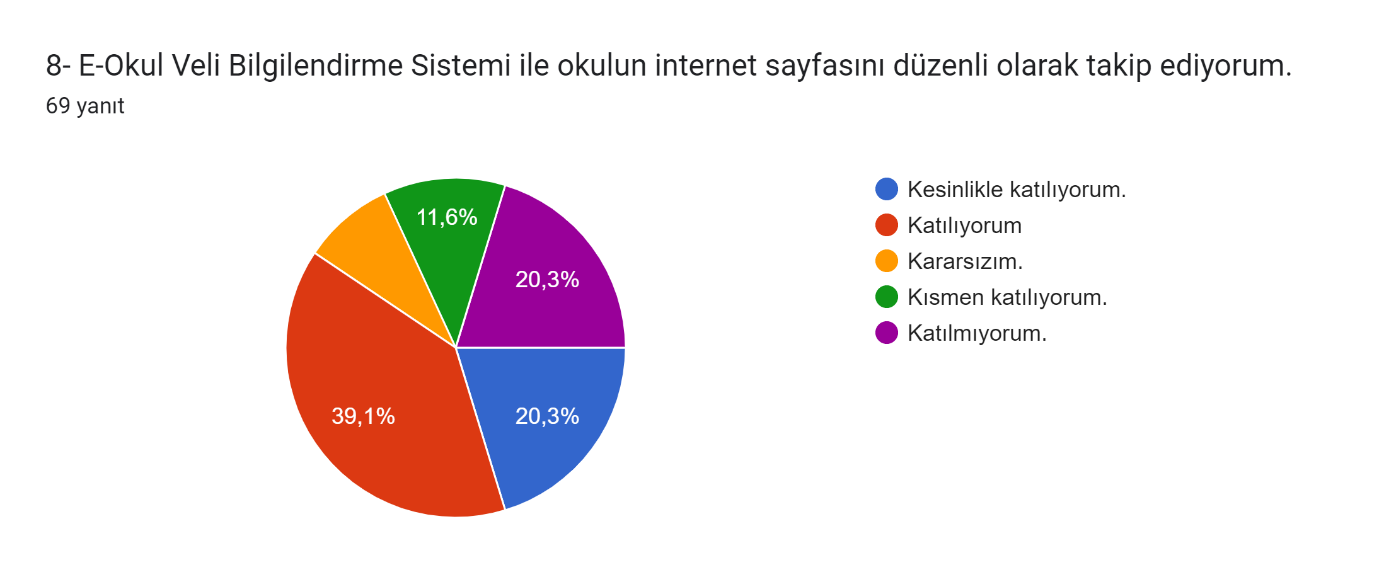 8- E-Okul Veli Bilgilendirme Sistemi ile okulun internet sayfasını düzenli olarak takip ediyorum.
69 yanıt
11,6%
20,3%
39,1%
20,3%
Kesinlikle katılıyorum.
Katılıyorum
Kararsızım.
Kısmen katılıyorum.
Katılmıyorum.